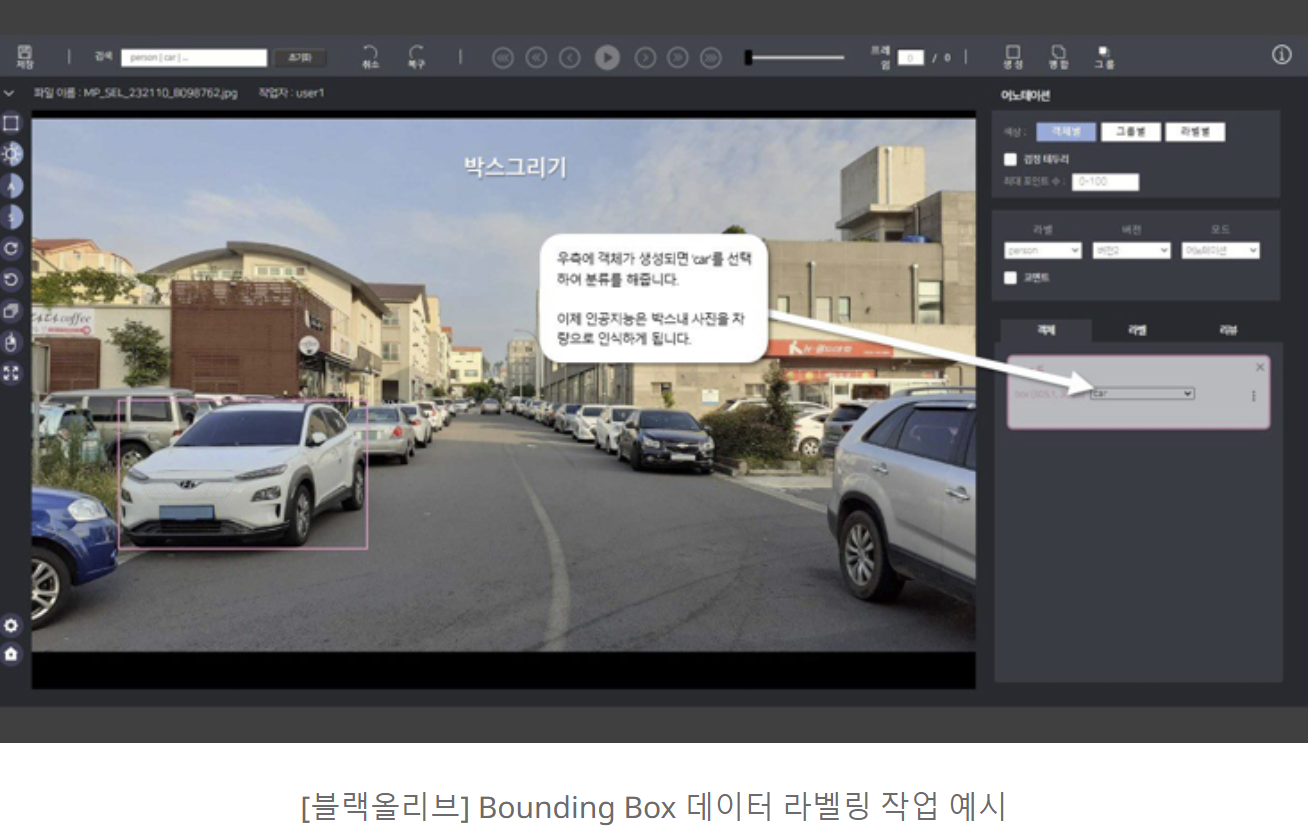 저장
검색
person | car | ...
초기화
취소
복구
프레임
0 / 0
생성
병합
그룹
파일 이름 : MP_SEL_232110_8098762.jpg 작업자 : user1
어노테이션
색상 : 객체별 그룹별 라벨별
검정 테두리
최대 포인트 수 : 0-100
라벨 버전 모드
person 버전2 어노테이션
코멘트
객체 라벨 리뷰
car
박스그리기
우측에 객체가 생성되면 'car'를 선택
하여 분류를 해줍니다.
이제 인공지능은 박스내 사진을 차
량으로 인식하게 됩니다.
[블랙올리브] Bounding Box 데이터 라벨링 작업 예시